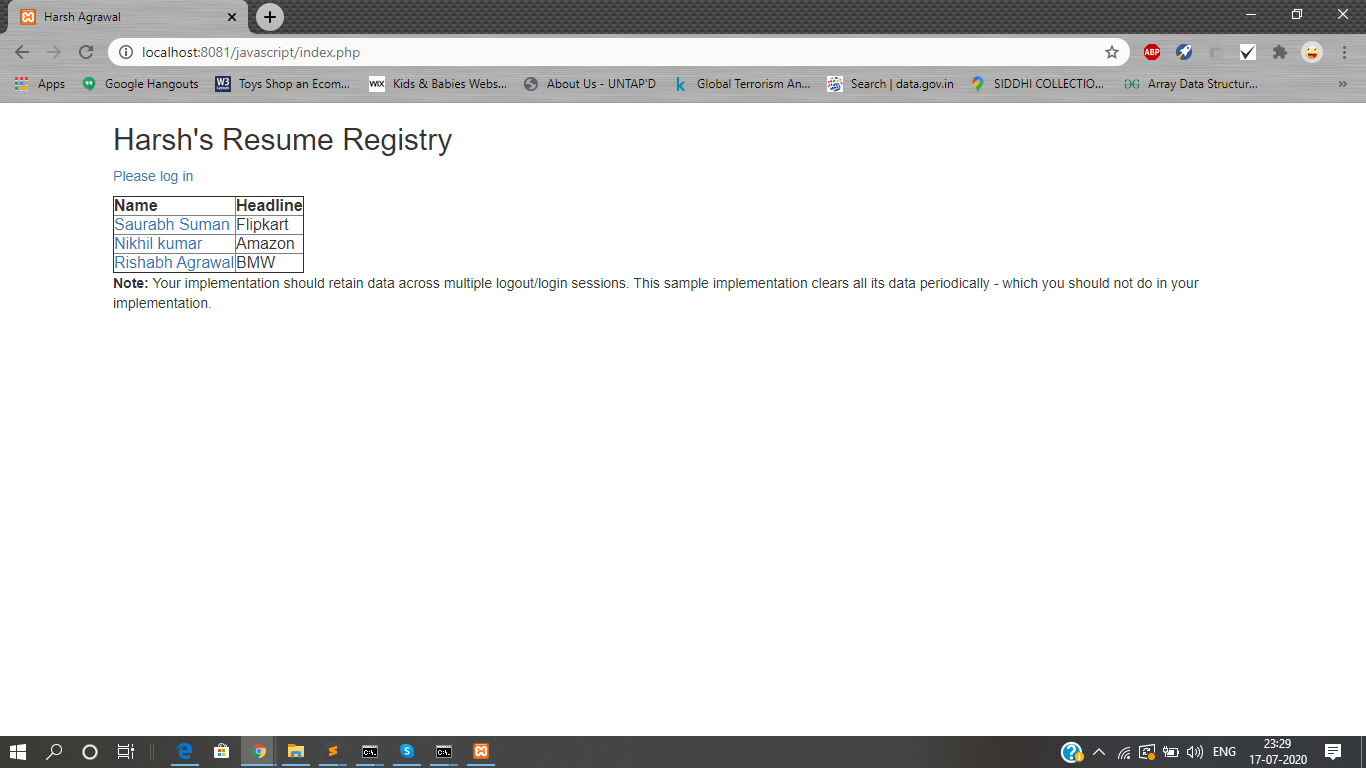 Harsh Agrawal
localhost:8081/javascript/index.php
ABP
Apps Google Hangouts W3 Toys Shop an Ecom... WIX Kids & Babies Webs... About Us - UNTAP'D k Global Terrorism An... Search | data.gov.in SIDDHI COLLECTIO... Array Data Structur... »
Harsh's Resume Registry
Please log in
Name Headline
Saurabh Suman Flipkart
Nikhil kumar Amazon
Rishabh Agrawal BMW
Note: Your implementation should retain data across multiple logout/login sessions. This sample implementation clears all its data periodically - which you should not do in your
implementation.
ENG
23:29
17-07-2020